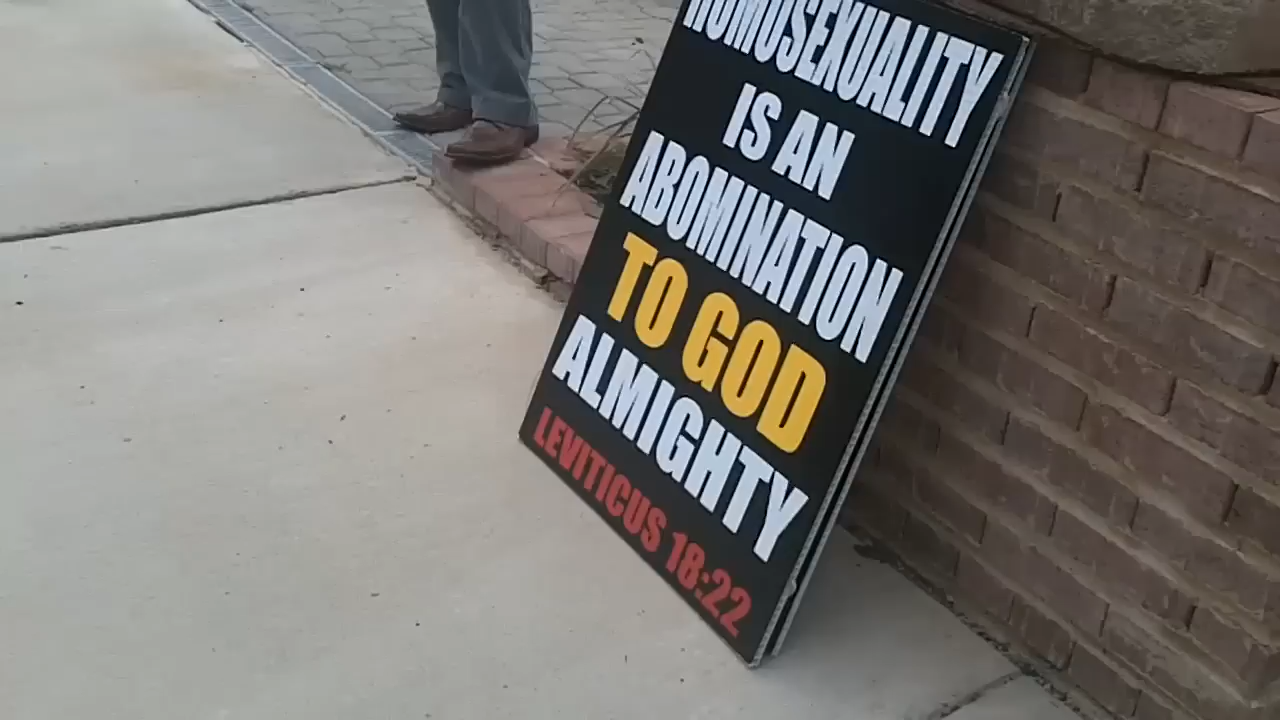 HOMOSEXUALITY
IS AN
ABOMINATION
TO GOD
ALMIGHTY
LEVITICUS 18:22